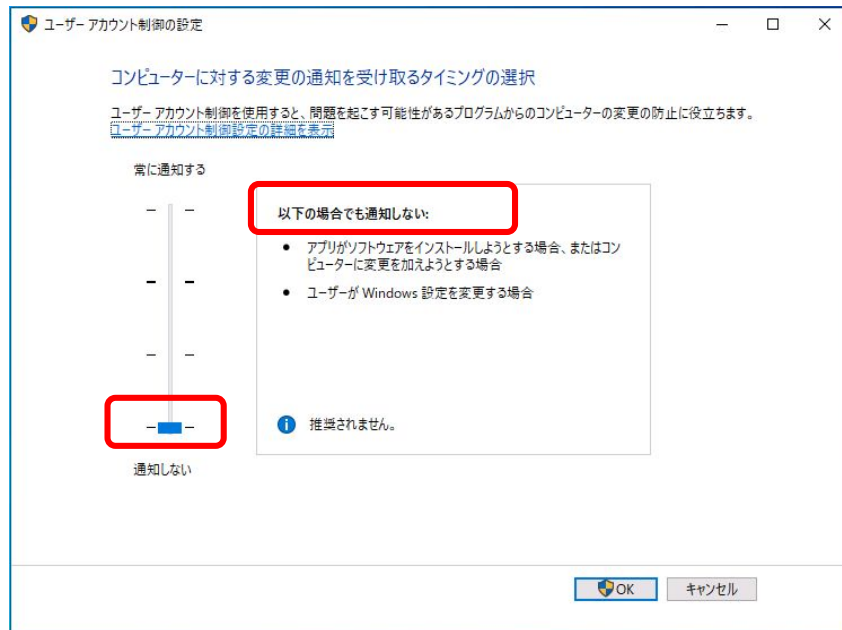 ユーザー アカウント制御の設定
コンピューターに対する変更の通知を受け取るタイミングの選択
ユーザー アカウント制御を使用すると、問題を起こす可能性があるプログラムからのコンピューターの変更の防止に役立ちます。
ユーザー アカウント制御設定の詳細を表示
常に通知する
以下の場合でも通知しない:
● アプリがソフトウェアをインストールしようとする場合、またはコン
ピューターに変更を加えようとする場合
● ユーザーが Windows 設定を変更する場合
推奨されません。
通知しない
OK
キャンセル